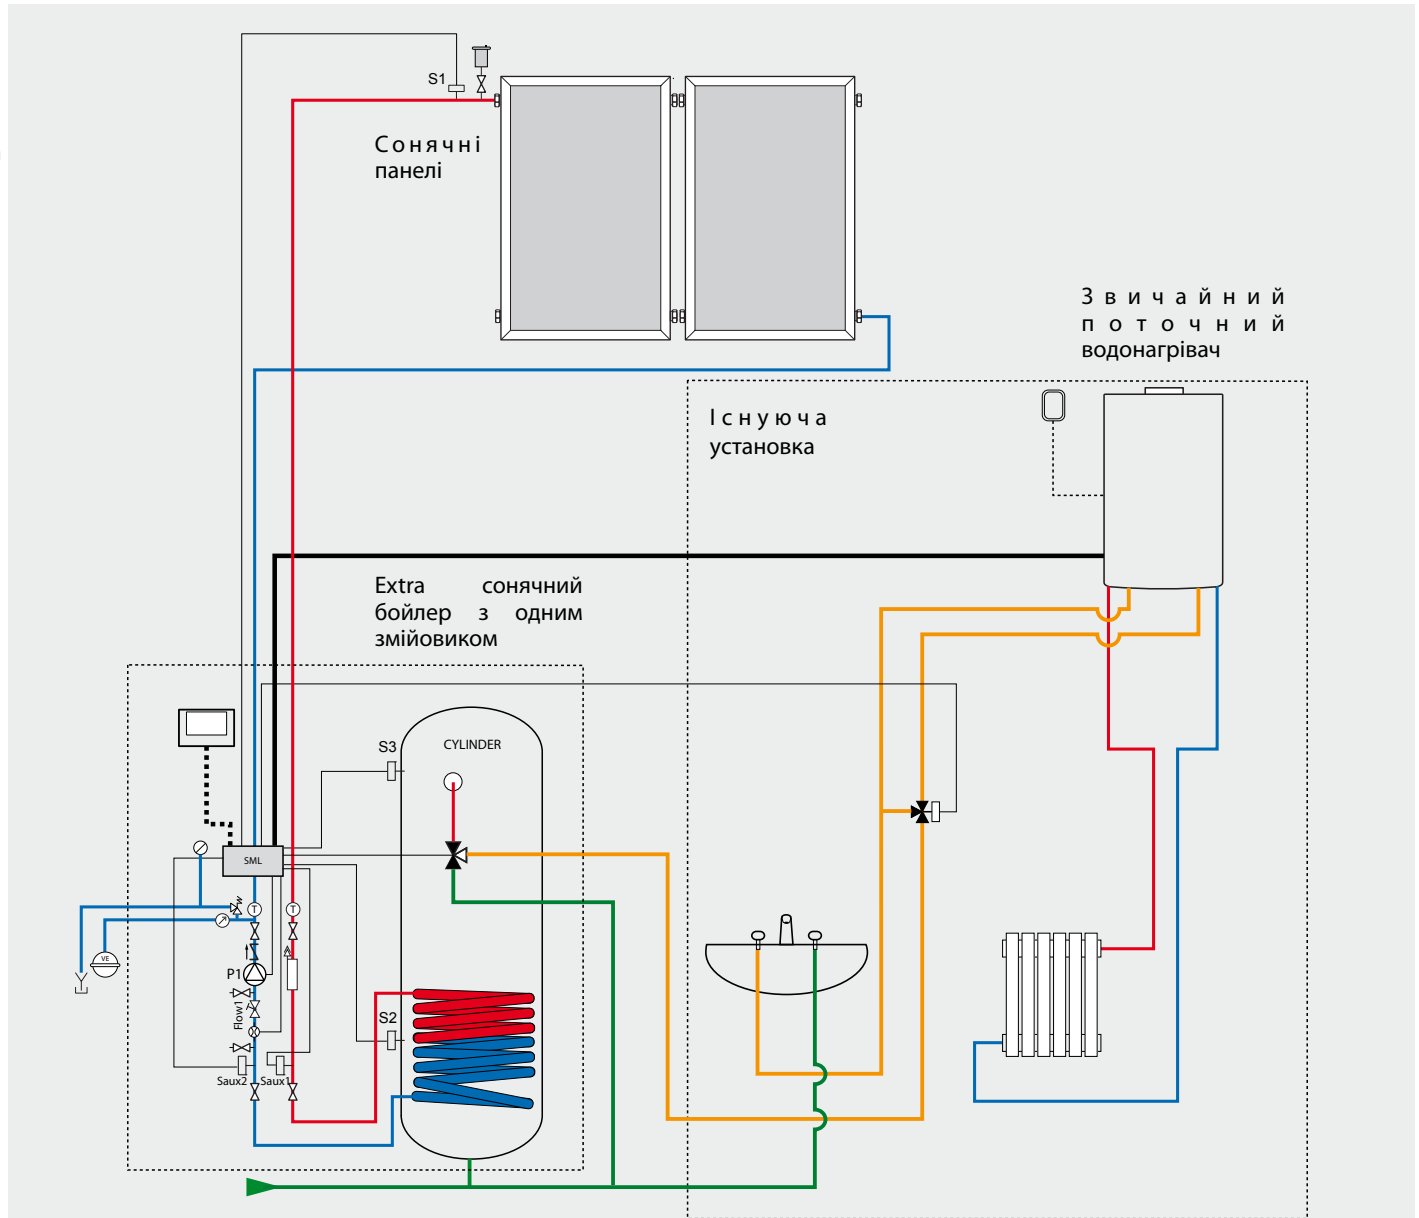 S1
Сонячні
панелі
Звичайний
поточний
водонагрівач
Існуюча
установка
Extra сонячний
бойлер з одним
змійовиком
S3
CYLINDER
SML
T
T
VE
P1
Flow1
S2
Saux2
Saux1